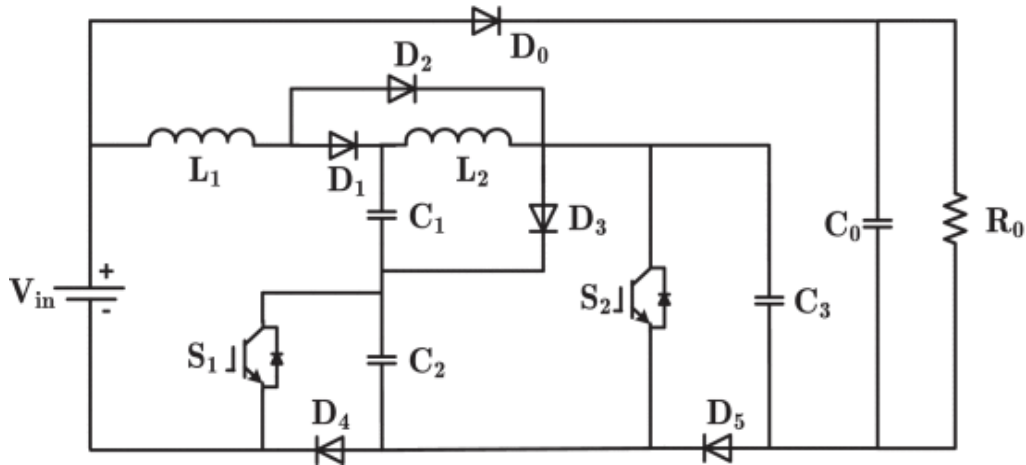 D₀
D₂
L₁
D₁
L₂
C₁
D₃
C₀
R₀
+
Vᵢₙ
-
S₂
C₃
S₁
C₂
D₄
D₅